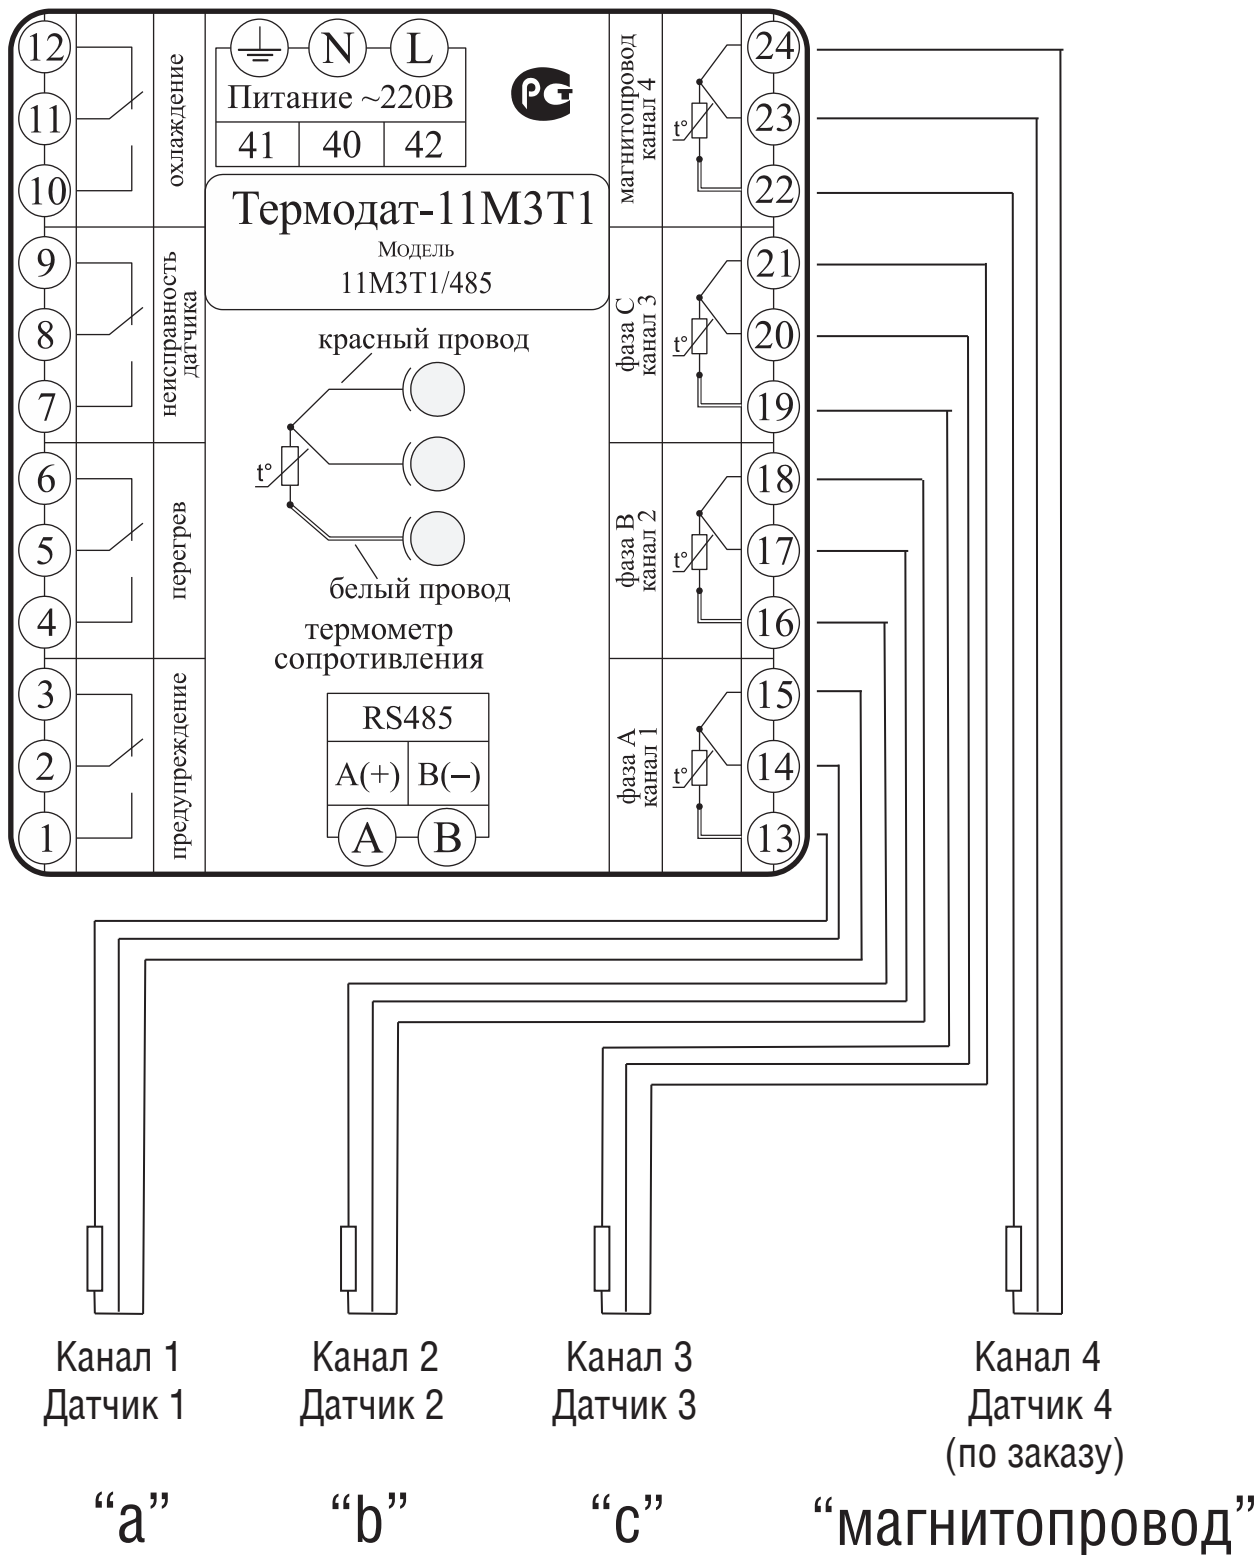 12
11
10
9
8
7
6
5
4
3
2
1
охлаждение
неисправность
датчика
перегрев
предупреждение
N L
Питание ~220В
41 40 42
РСТ
Термодат-11М3Т1
Модель
11М3Т1/485
красный провод
t°
белый провод
термометр
сопротивления
RS485
A(+) B(–)
A B
магнитопровод
канал 4
t°
фаза С
канал 3
t°
фаза В
канал 2
t°
фаза А
канал 1
t°
24
23
22
21
20
19
18
17
16
15
14
13
Канал 1
Датчик 1
“a”
Канал 2
Датчик 2
“b”
Канал 3
Датчик 3
“c”
Канал 4
Датчик 4
(по заказу)
“магнитопровод”